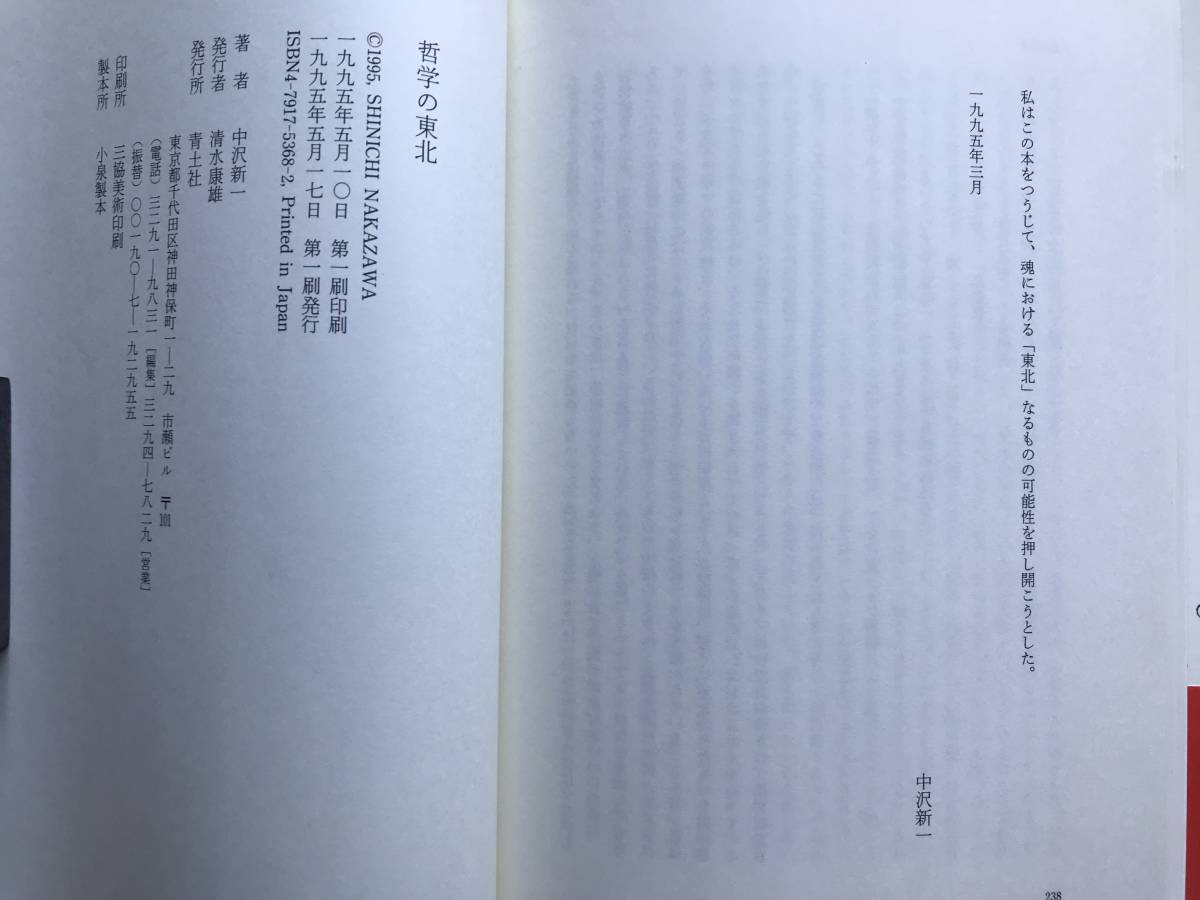 私はこの本をつうじて、魂における「東北」なるものの可能性を押し開こうとした。
一九九五年三月
中沢新一
238
哲学の東北
©1995, SHINICHI NAKAZAWA
一九九五年五月一〇日　第一刷印刷
一九九五年五月一七日　第一刷発行
ISBN4-7917-5368-2, Printed in Japan
著　者　中沢新一
発行者　清水康雄
発行所　青土社
東京都千代田区神田神保町一―二九　市瀬ビル　〒101
（電話）三二九一―九八三一［編集］三二九四―七八二九［営業］
（振替）〇〇一九〇―七―一九二九五五
印刷所　三協美術印刷
製本所　小泉製本